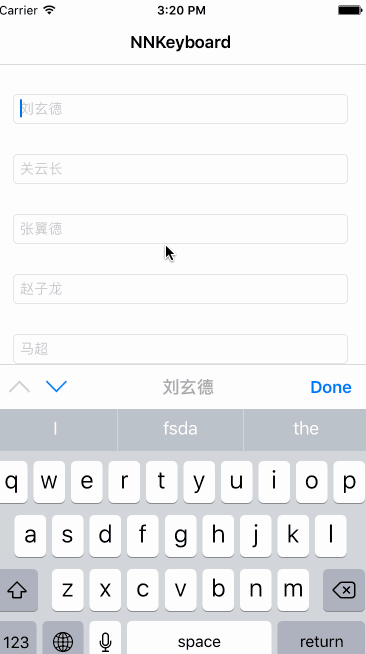 Carrier 3:20 PM
NNKeyboard
刘玄德
关云长
张翼德
赵子龙
马超
刘玄德 Done
I fsda the
q w e r t y u i o p
a s d f g h j k l
z x c v b n m
123 space return